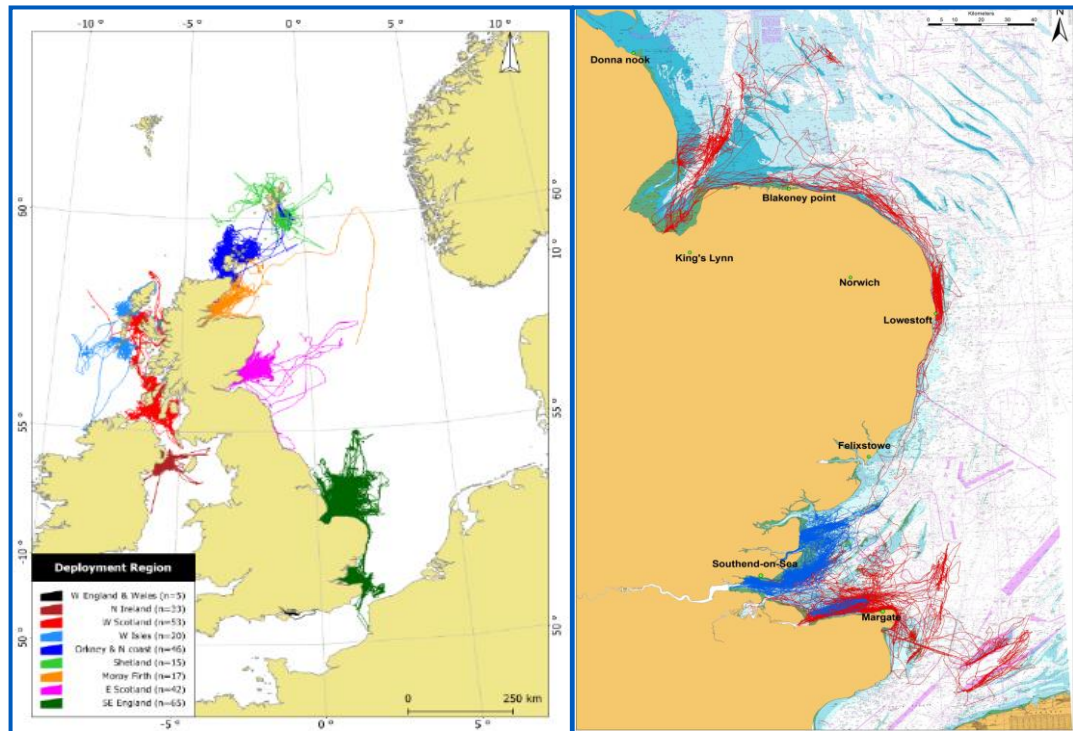 -10 °
-5 °
0 °
5 °
10 °
60 °
60 °
10 °
55 °
55 °
-10 °
50 °
50 °
-5 °
0 °
5 °
Deployment Region
W England & Wales (n=5)
N Ireland (n=33)
W Scotland (n=53)
W Isles (n=20)
Orkney & N coast (n=46)
Shetland (n=15)
Moray Firth (n=17)
E Scotland (n=42)
SE England (n=65)
0 250 km
Kilometers
0 5 10 20 30 40
Donna nook
Blakeney point
King's Lynn
Norwich
Lowestoft
Felixstowe
Southend-on-Sea
Margate